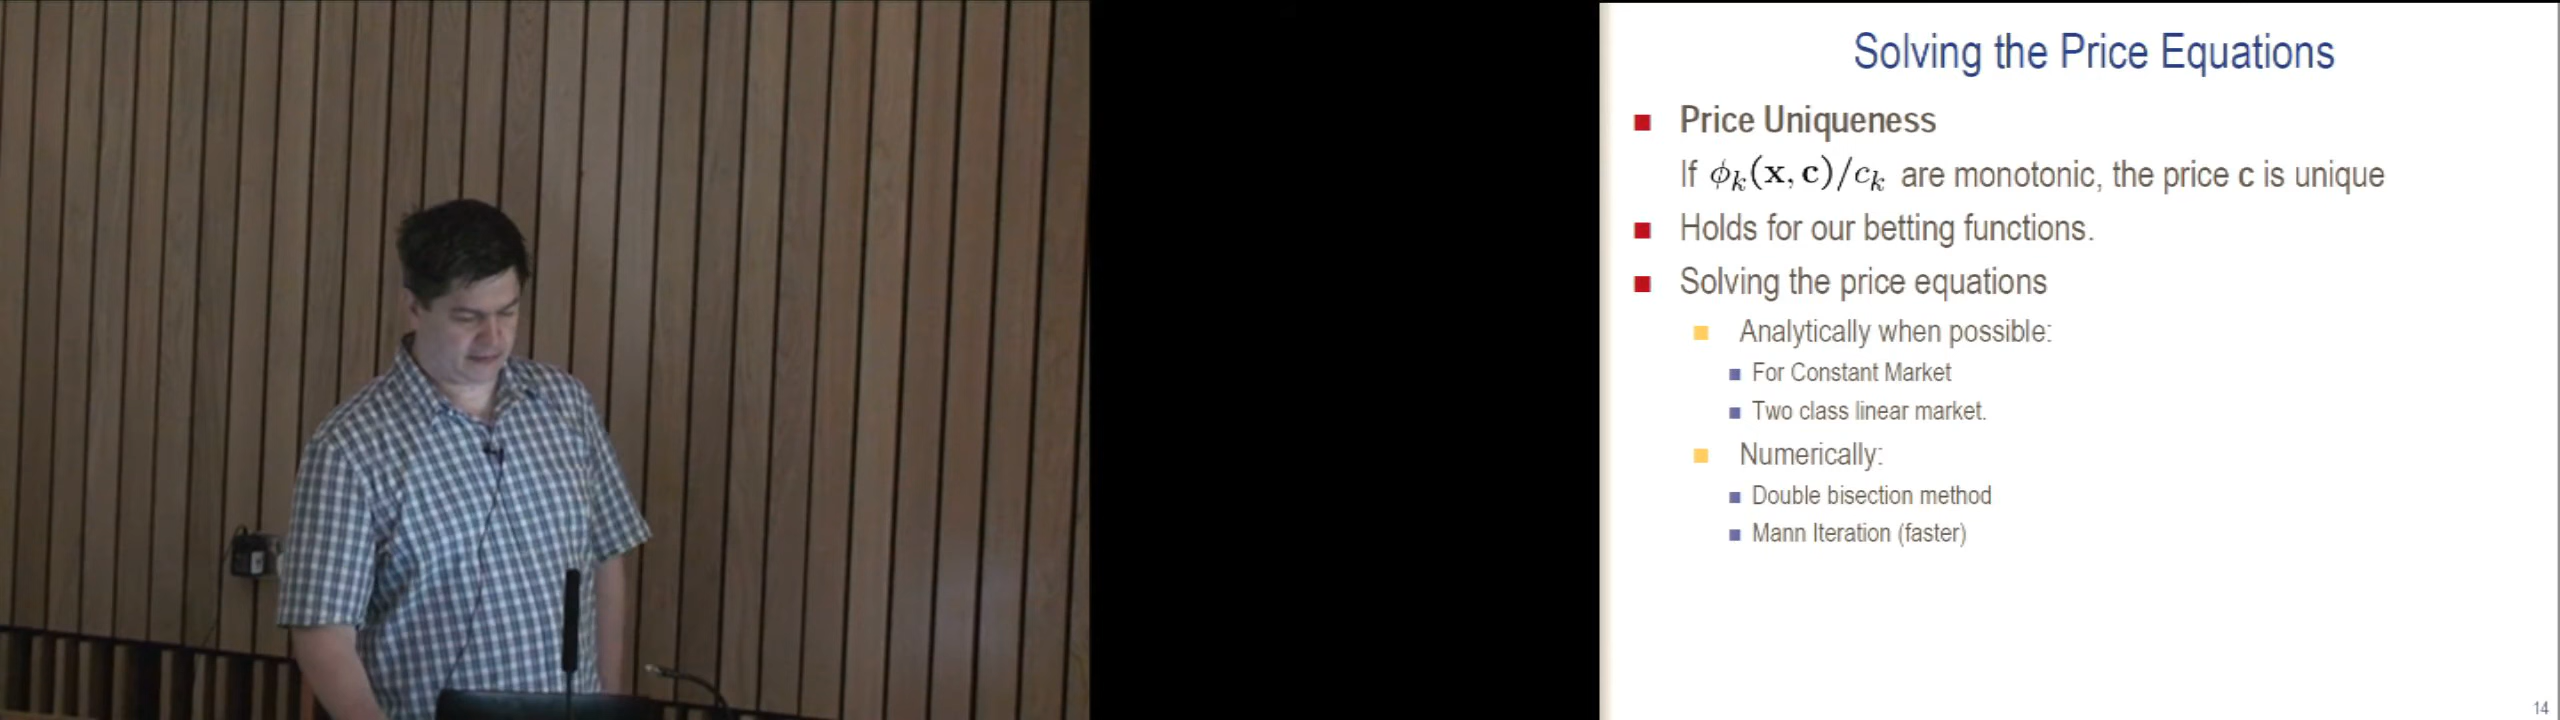 Solving the Price Equations
Price Uniqueness
If ϕk(x, c)/ck are monotonic, the price c is unique
Holds for our betting functions.
Solving the price equations
Analytically when possible:
For Constant Market
Two class linear market.
Numerically:
Double bisection method
Mann Iteration (faster)
14